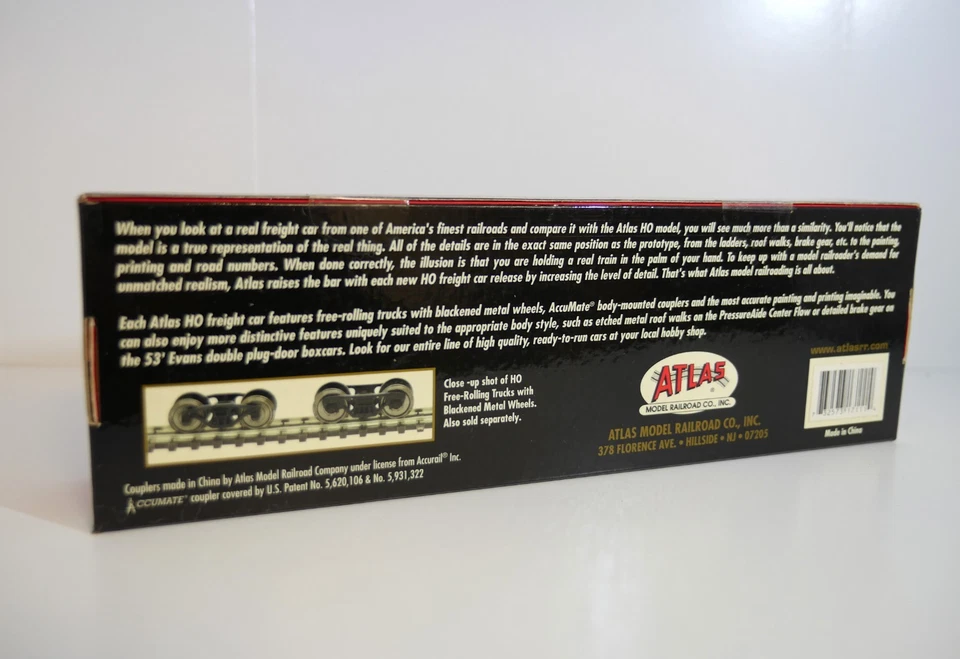 When you look at a real freight car from one of America's finest railroads and compare it with the Atlas HO model, you will see much more than a similarity. You'll notice that the
model is a true representation of the real thing. All of the details are in the exact same position as the prototype, from the ladders, roof walks, brake gear, etc. to the painting,
printing and road numbers. When done correctly, the illusion is that you are holding a real train in the palm of your hand. To keep up with a model railroader's demand for
unmatched realism, Atlas raises the bar with each new HO freight car release by increasing the level of detail. That's what Atlas model railroading is all about.
Each Atlas HO freight car features free-rolling trucks with blackened metal wheels, AccuMate® body-mounted couplers and the most accurate painting and printing imaginable. You
can also enjoy more distinctive features uniquely suited to the appropriate body style, such as etched metal roof walks on the PressureAide Center Flow or detailed brake gear on
the 53' Evans double plug-door boxcars. Look for our entire line of high quality, ready-to-run cars at your local hobby shop.
Close -up shot of HO
Free-Rolling Trucks with
Blackened Metal Wheels.
Also sold separately.
ATLAS
®
MODEL RAILROAD CO., INC.
ATLAS MODEL RAILROAD CO., INC.
378 FLORENCE AVE. • HILLSIDE • NJ • 07205
www.atlasrr.com
Made in China
Couplers made in China by Atlas Model Railroad Company under license from Accurail® Inc.
ACCUMATE® coupler covered by U.S. Patent No. 5,620,106 & No. 5,931,322